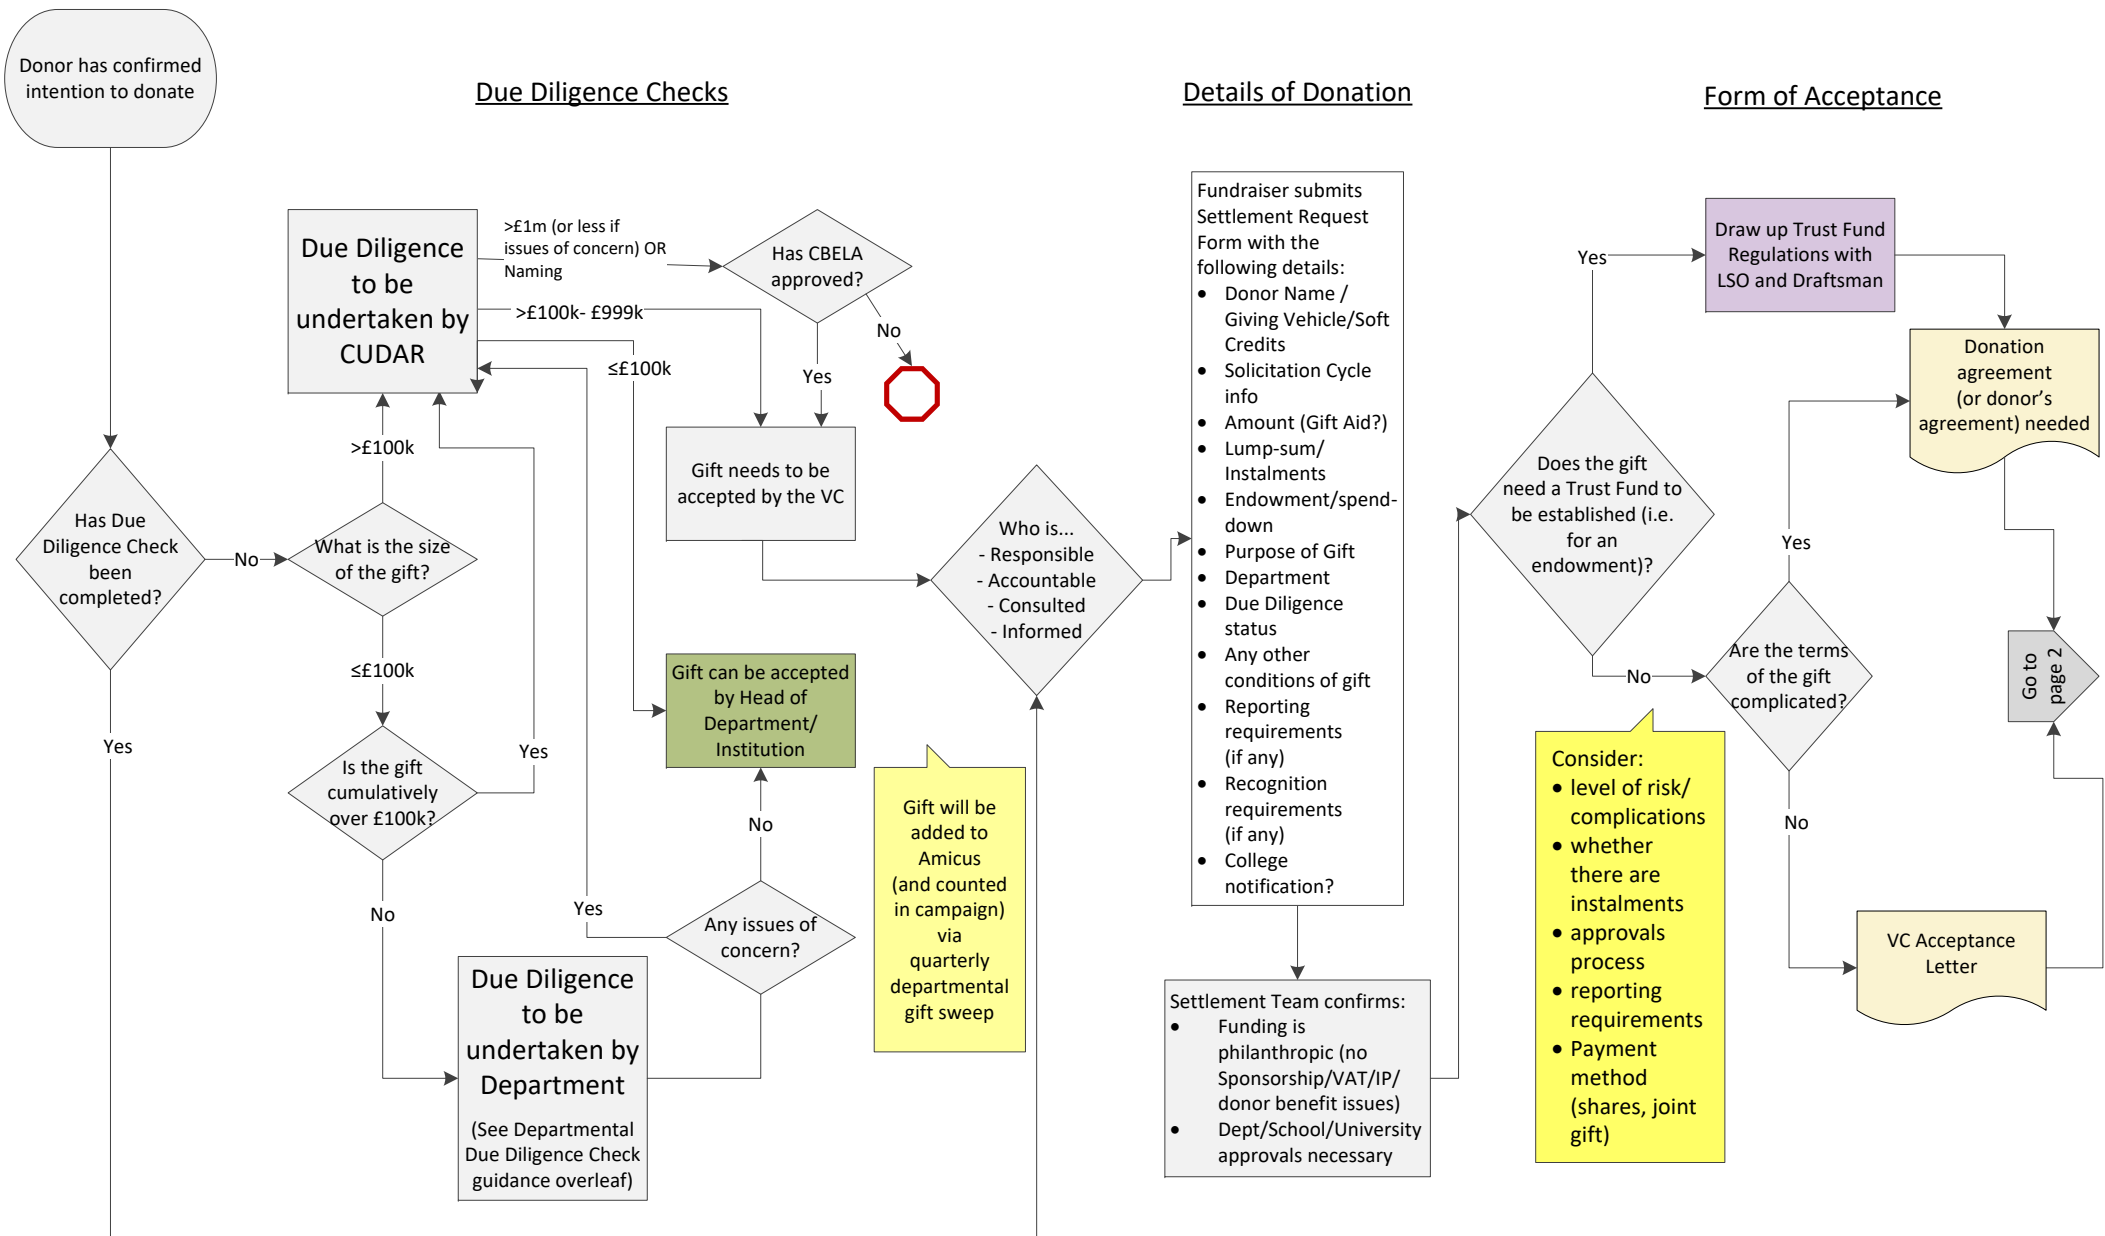 Donor has confirmed
intention to donate
Due Diligence Checks
Details of Donation
Form of Acceptance
Has Due
Diligence Check
been
completed?
No
Yes
What is the size
of the gift?
>£100k
≤£100k
Is the gift
cumulatively
over £100k?
Yes
No
Due Diligence
to be
undertaken by
CUDAR
>£1m (or less if
issues of concern) OR
Naming
>£100k- £999k
≤£100k
Has CBELA
approved?
No
Yes
Gift needs to be
accepted by the VC
Gift can be accepted
by Head of
Department/
Institution
No
Yes
Any issues of
concern?
Due Diligence
to be
undertaken by
Department
(See Departmental
Due Diligence Check
guidance overleaf)
Gift will be
added to
Amicus
(and counted
in campaign)
via
quarterly
departmental
gift sweep
Who is...
- Responsible
- Accountable
- Consulted
- Informed
Fundraiser submits
Settlement Request
Form with the
following details:
• Donor Name /
Giving Vehicle/Soft
Credits
• Solicitation Cycle
info
• Amount (Gift Aid?)
• Lump-sum/
Instalments
• Endowment/spend-
down
• Purpose of Gift
• Department
• Due Diligence
status
• Any other
conditions of gift
• Reporting
requirements
(if any)
• Recognition
requirements
(if any)
• College
notification?
Settlement Team confirms:
• Funding is
philanthropic (no
Sponsorship/VAT/IP/
donor benefit issues)
• Dept/School/University
approvals necessary
Does the gift
need a Trust Fund to
be established (i.e.
for an
endowment)?
Yes
No
Draw up Trust Fund
Regulations with
LSO and Draftsman
Donation
agreement
(or donor's
agreement) needed
Are the terms
of the gift
complicated?
Yes
No
Go to
page 2
VC Acceptance
Letter
Consider:
• level of risk/
complications
• whether
there are
instalments
• approvals
process
• reporting
requirements
• Payment
method
(shares, joint
gift)